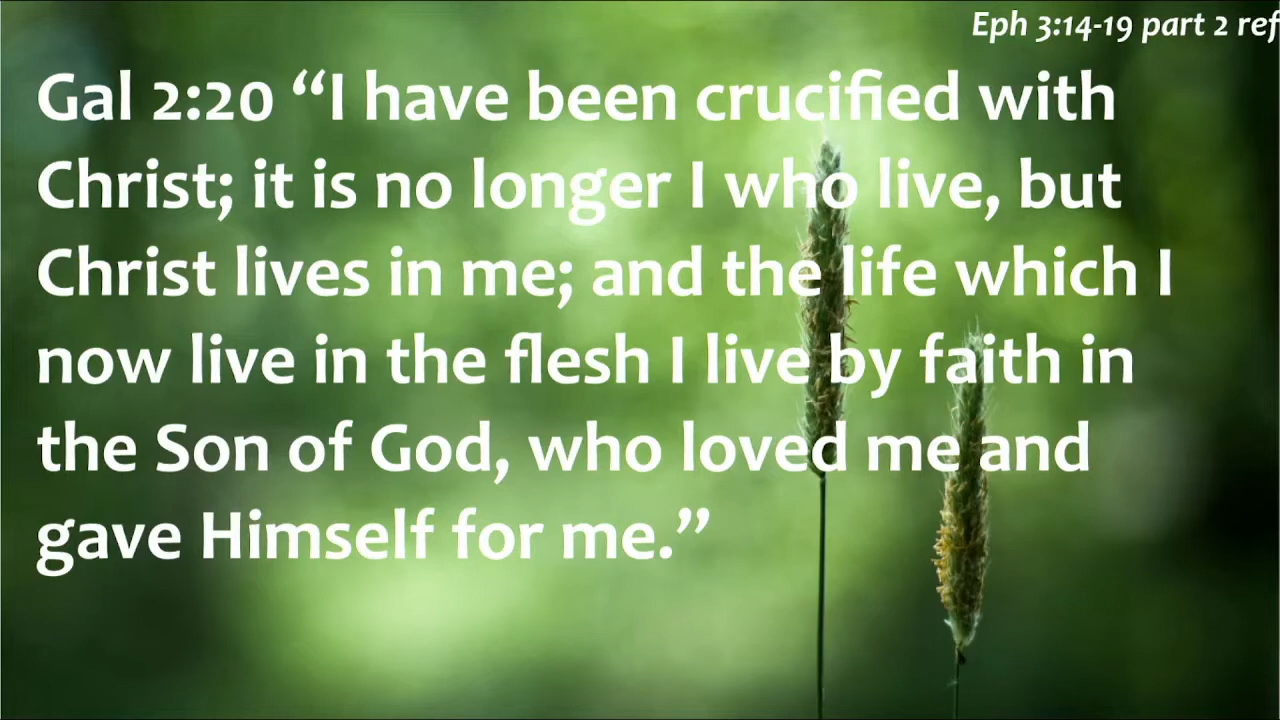 Eph 3:14-19 part 2 ref
Gal 2:20 “I have been crucified with
Christ; it is no longer I who live, but
Christ lives in me; and the life which I
now live in the flesh I live by faith in
the Son of God, who loved me and
gave Himself for me.”